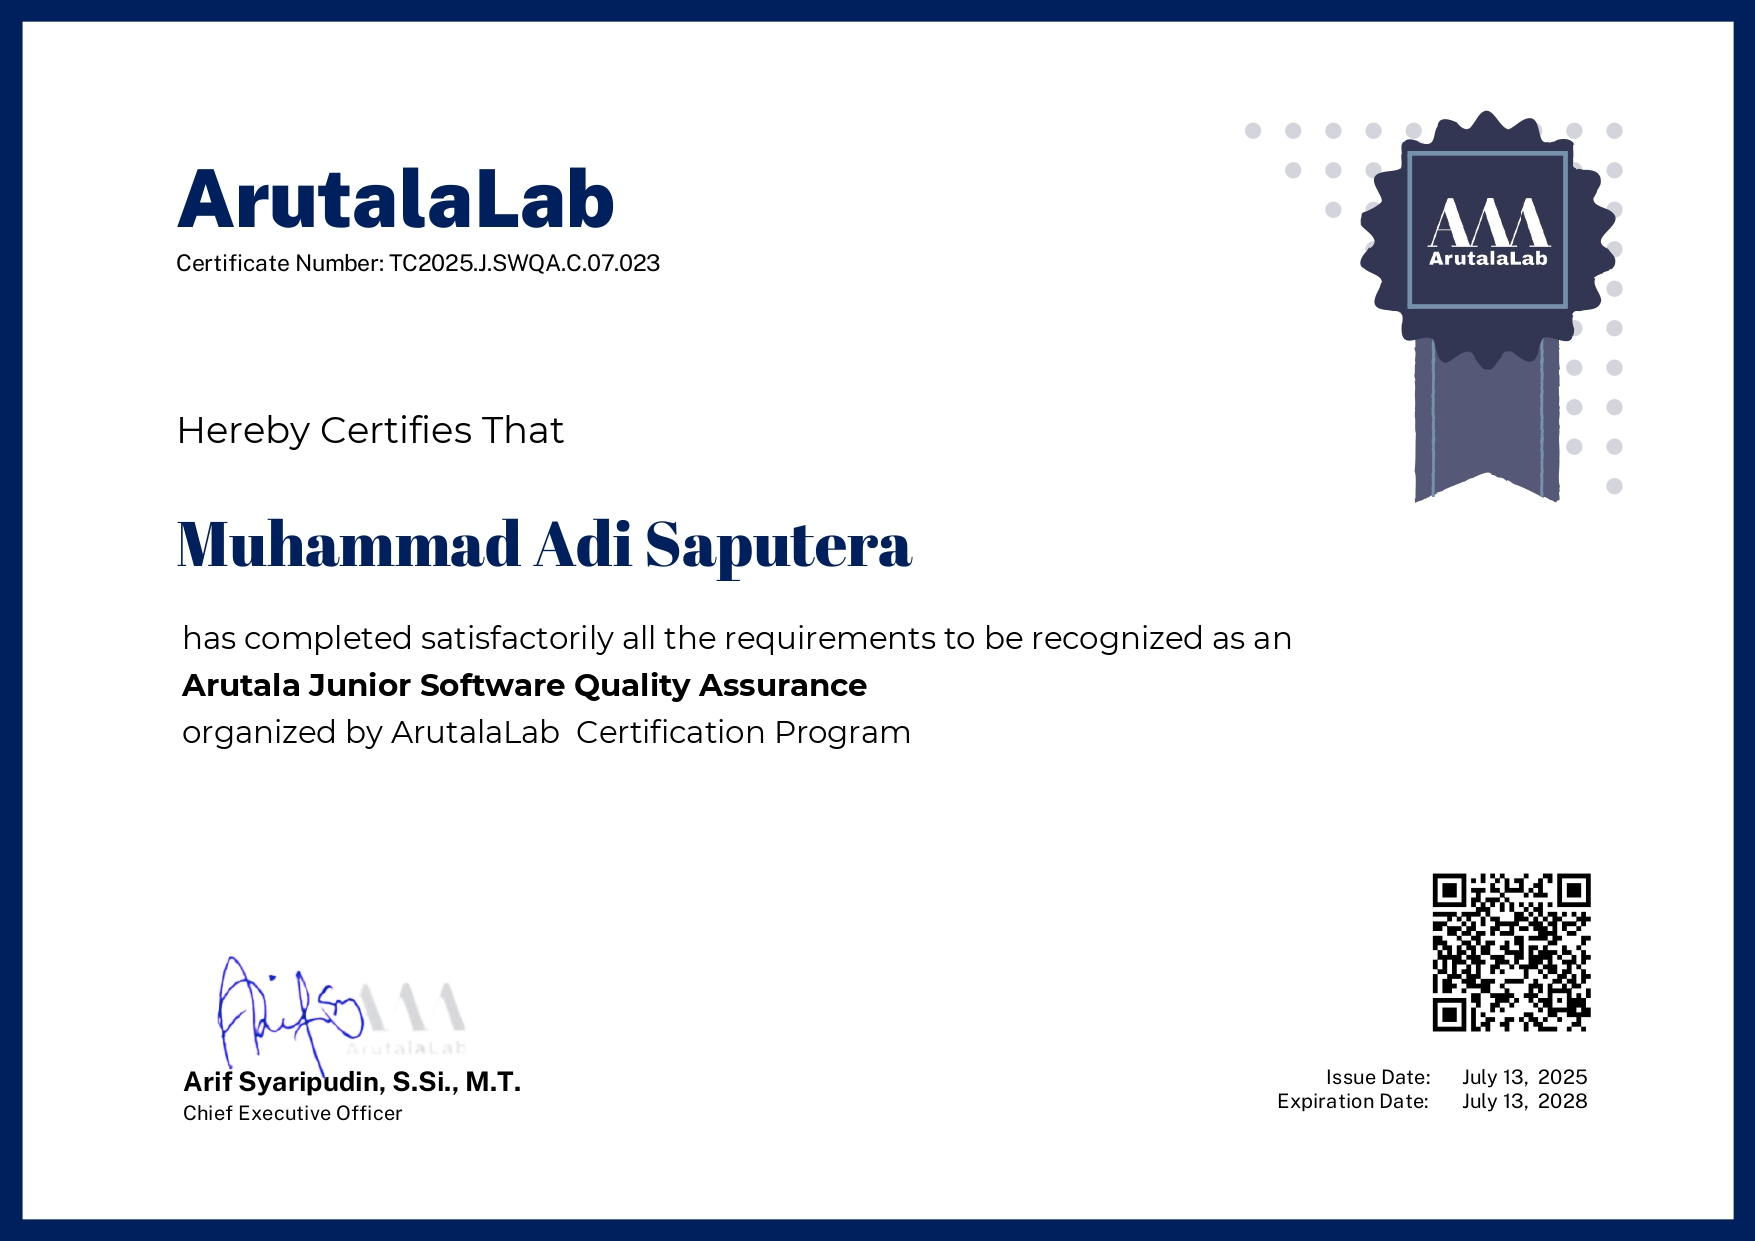 ArutalaLab
Certificate Number: TC2025.J.SWQA.C.07.023
ArutalaLab
Hereby Certifies That
Muhammad Adi Saputera
has completed satisfactorily all the requirements to be recognized as an
Arutala Junior Software Quality Assurance
organized by ArutalaLab  Certification Program
ArutalaLab
Arif Syaripudin, S.Si., M.T.
Chief Executive Officer
Issue Date: July 13, 2025
Expiration Date: July 13, 2028